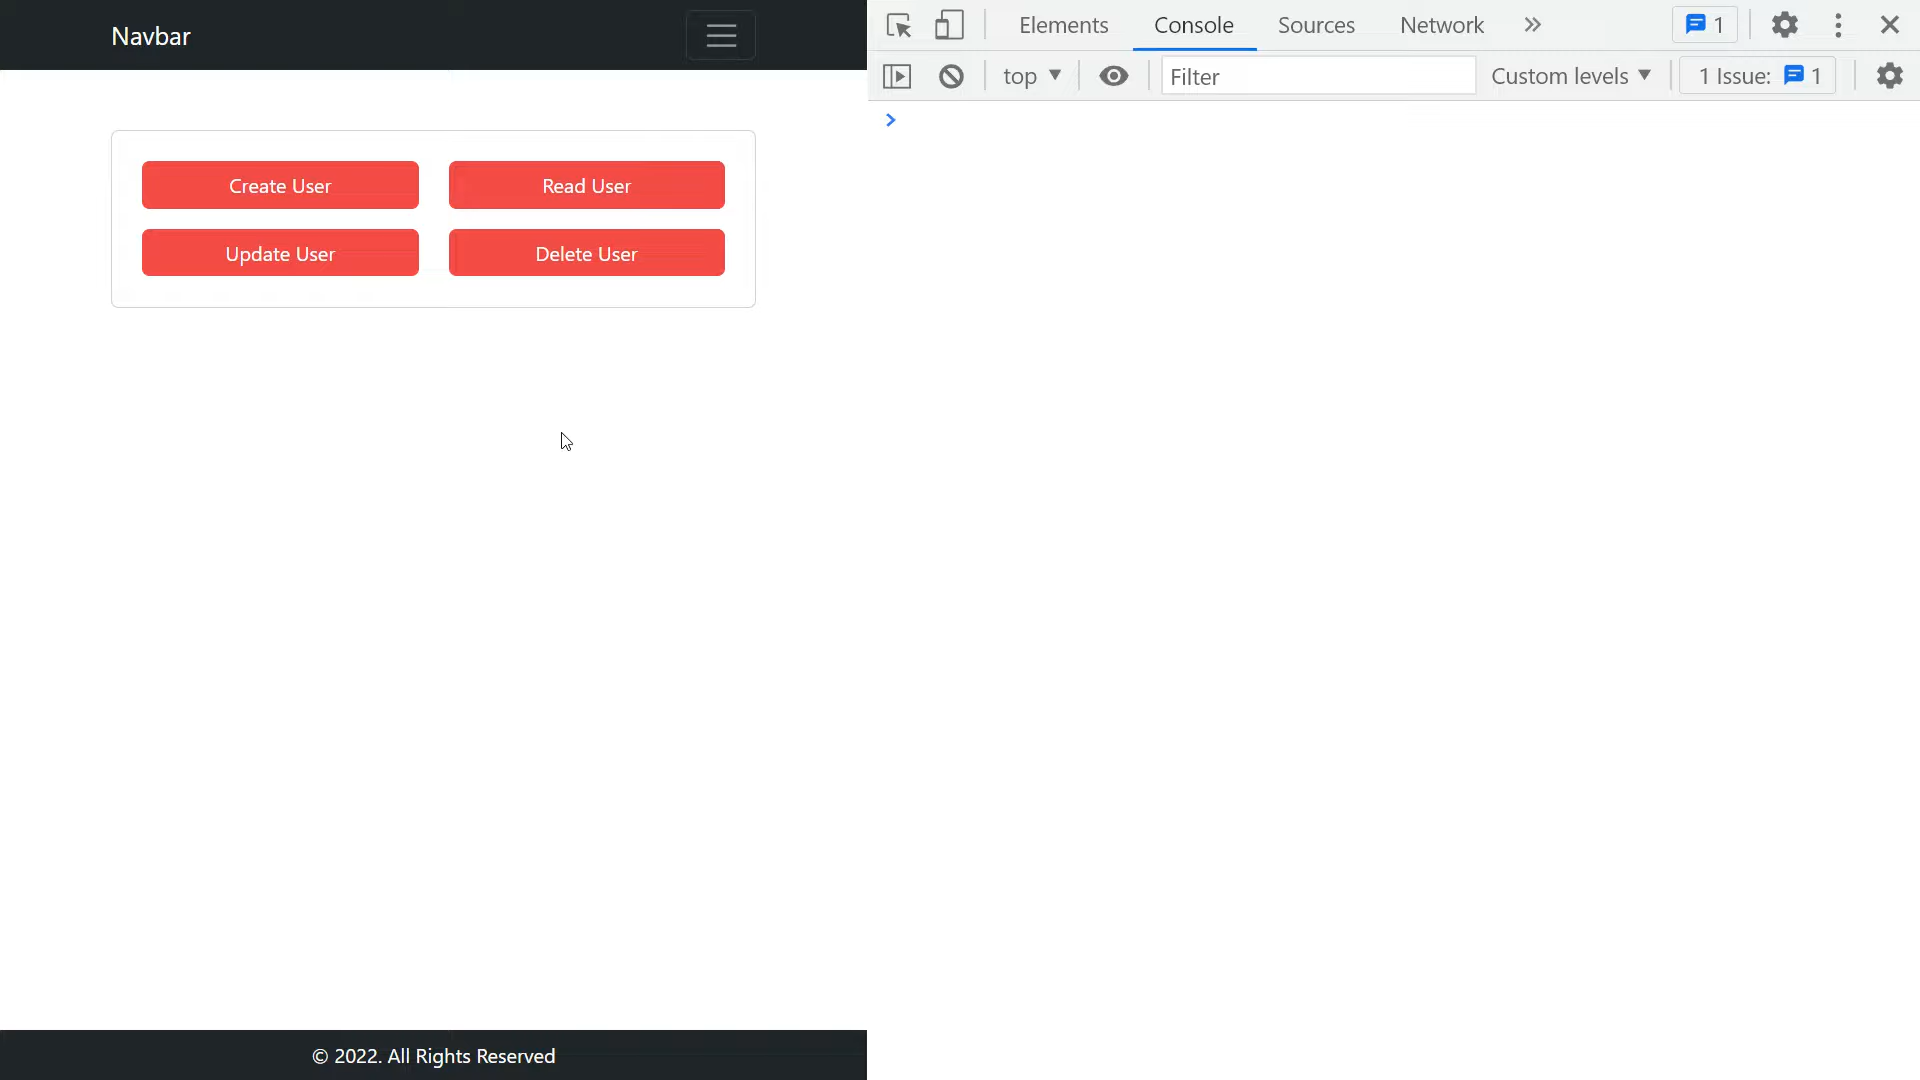 Navbar
Create User
Read User
Update User
Delete User
© 2022. All Rights Reserved
Elements Console Sources Network 1
top Filter Custom levels 1 Issue: 1